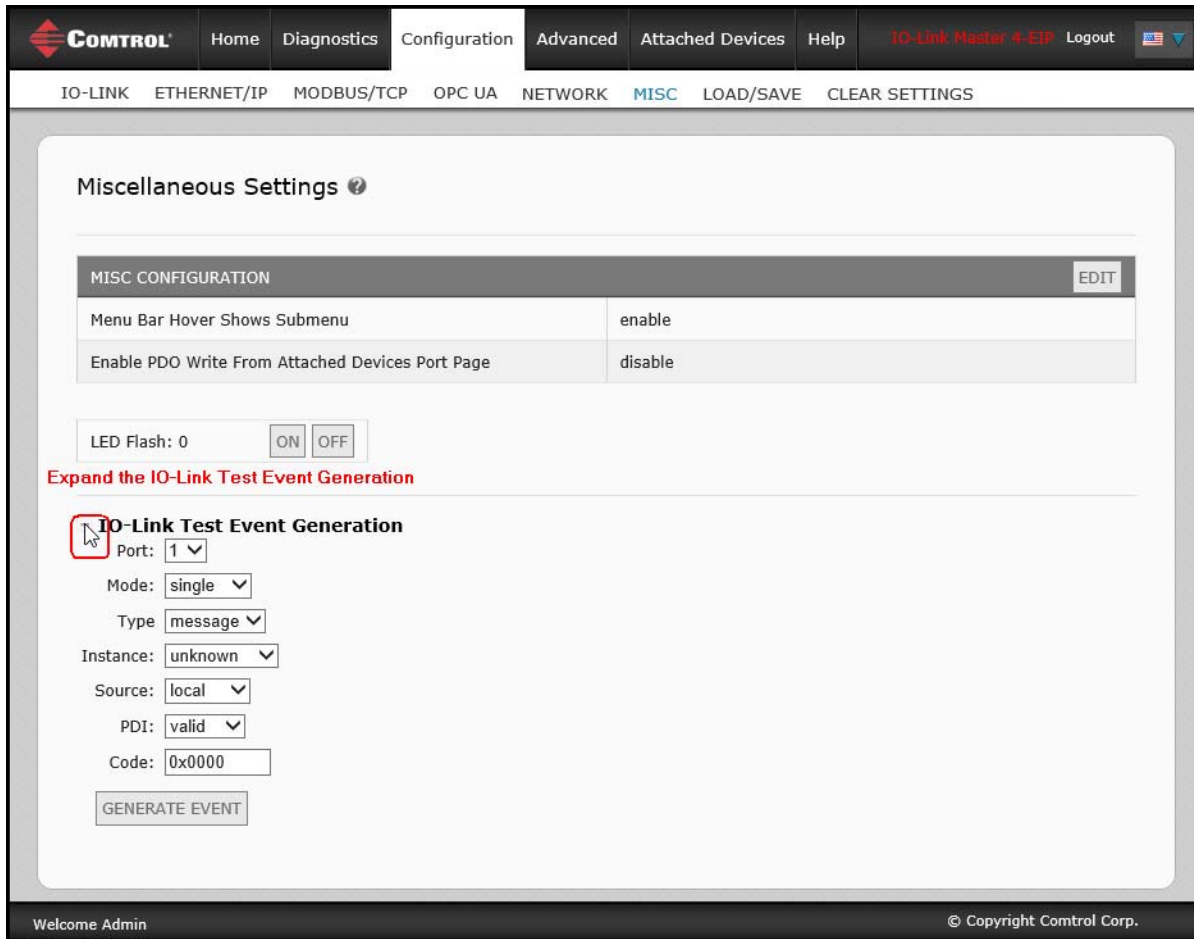 COMTROL Home Diagnostics Configuration Advanced Attached Devices Help IO-Link Master 4-EIP Logout
IO-LINK ETHERNET/IP MODBUS/TCP OPC UA NETWORK MISC LOAD/SAVE CLEAR SETTINGS
Miscellaneous Settings ?
MISC CONFIGURATION EDIT
Menu Bar Hover Shows Submenu enable
Enable PDO Write From Attached Devices Port Page disable
LED Flash: 0 ON OFF
Expand the IO-Link Test Event Generation
IO-Link Test Event Generation
Port: 1
Mode: single
Type message
Instance: unknown
Source: local
PDI: valid
Code: 0x0000
GENERATE EVENT
Welcome Admin © Copyright Comtrol Corp.